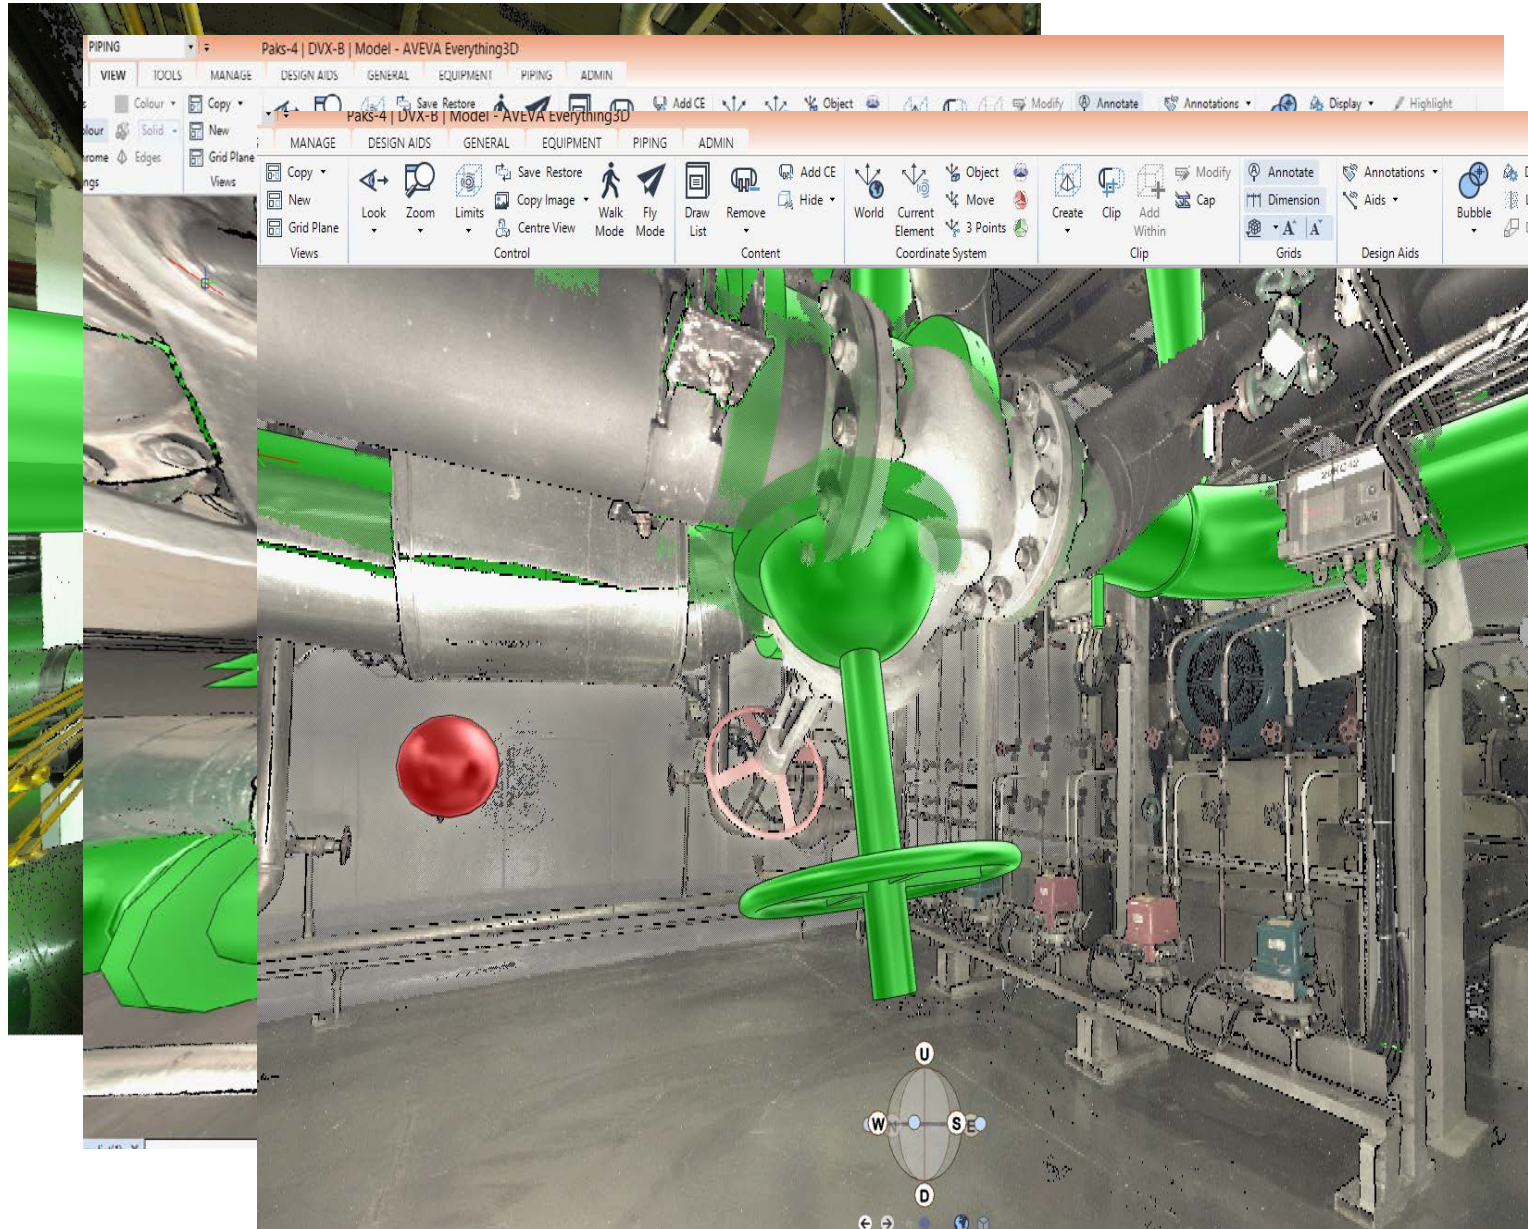 PIPING
Paks-4 | DVX-B | Model - AVEVA Everything3D
VIEW TOOLS MANAGE DESIGN AIDS GENERAL EQUIPMENT PIPING ADMIN
Colour Copy Save Restore Add CE Object Modify Annotate Annotations Display Highlight
Solid New
Edges Grid Plane
Views
Paks-4 | DVX-B | Model - AVEVA Everything3D
MANAGE DESIGN AIDS GENERAL EQUIPMENT PIPING ADMIN
Copy Save Restore Add CE Object Modify Annotate Annotations
New Copy Image Hide Move Cap Dimension Aids
Look Zoom Limits Walk Mode Fly Mode Draw List Remove World Current Element Create Clip Add Within Bubble
Grid Plane Centre View 3 Points A A
Views Control Content Coordinate System Clip Grids Design Aids
U
W S E
D